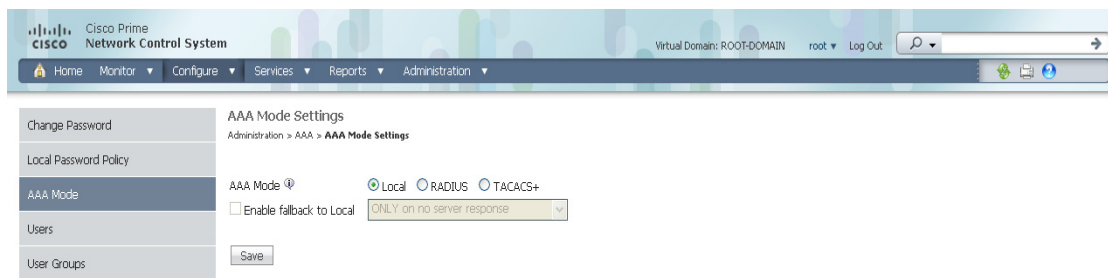 Cisco Prime
CISCO Network Control System
Virtual Domain: ROOT-DOMAIN root Log Out
Home Monitor Configure Services Reports Administration
Change Password
Local Password Policy
AAA Mode
Users
User Groups
AAA Mode Settings
Administration > AAA > AAA Mode Settings
AAA Mode Local RADIUS TACACS+
Enable fallback to Local ONLY on no server response
Save